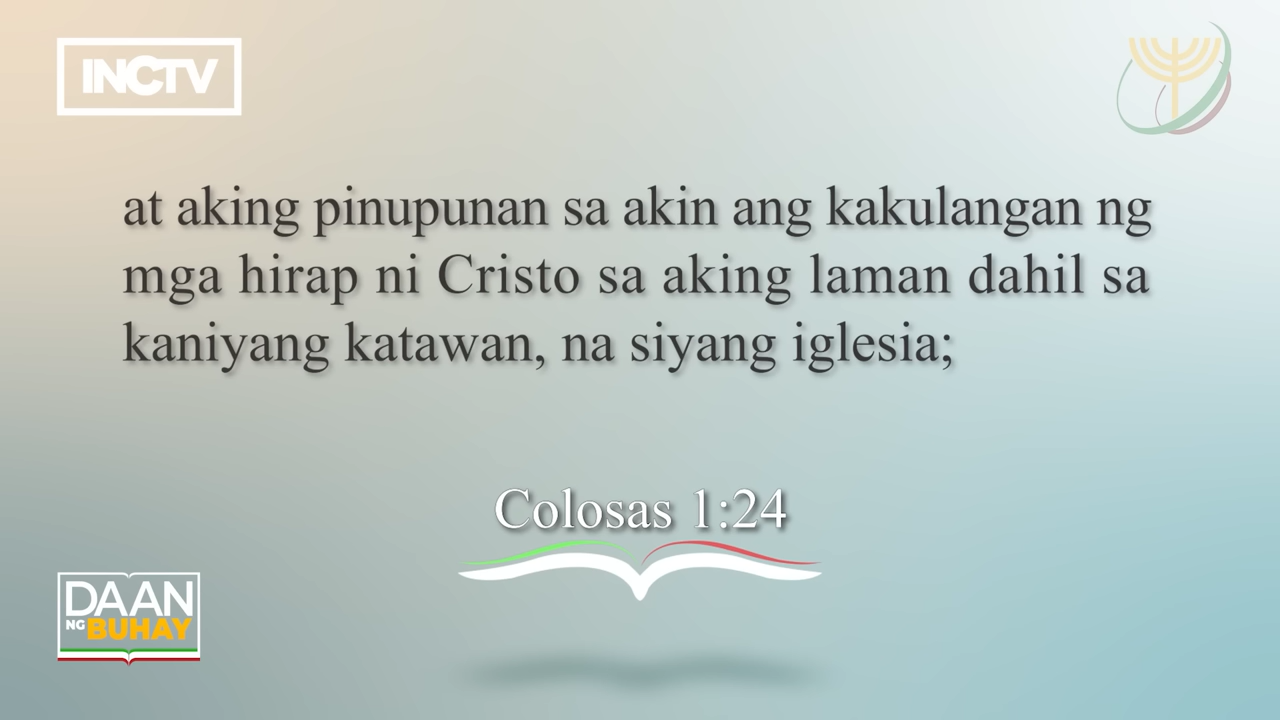 INCTV
at aking pinupunan sa akin ang kakulangan ng
mga hirap ni Cristo sa aking laman dahil sa
kaniyang katawan, na siyang iglesia;
Colosas 1:24
DAAN
NG BUHAY